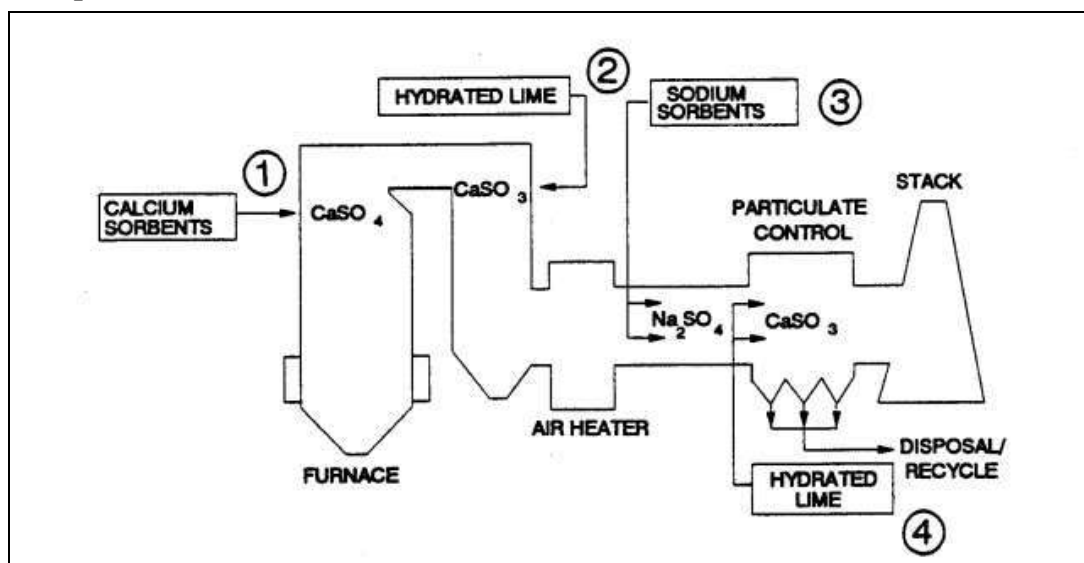 ②
HYDRATED LIME
SODIUM
SORBENTS
③
①
CALCIUM
SORBENTS
CaSO₄
CaSO₃
STACK
PARTICULATE
CONTROL
Na₂SO₄
CaSO₃
AIR HEATER
FURNACE
DISPOSAL/
RECYCLE
HYDRATED
LIME
④